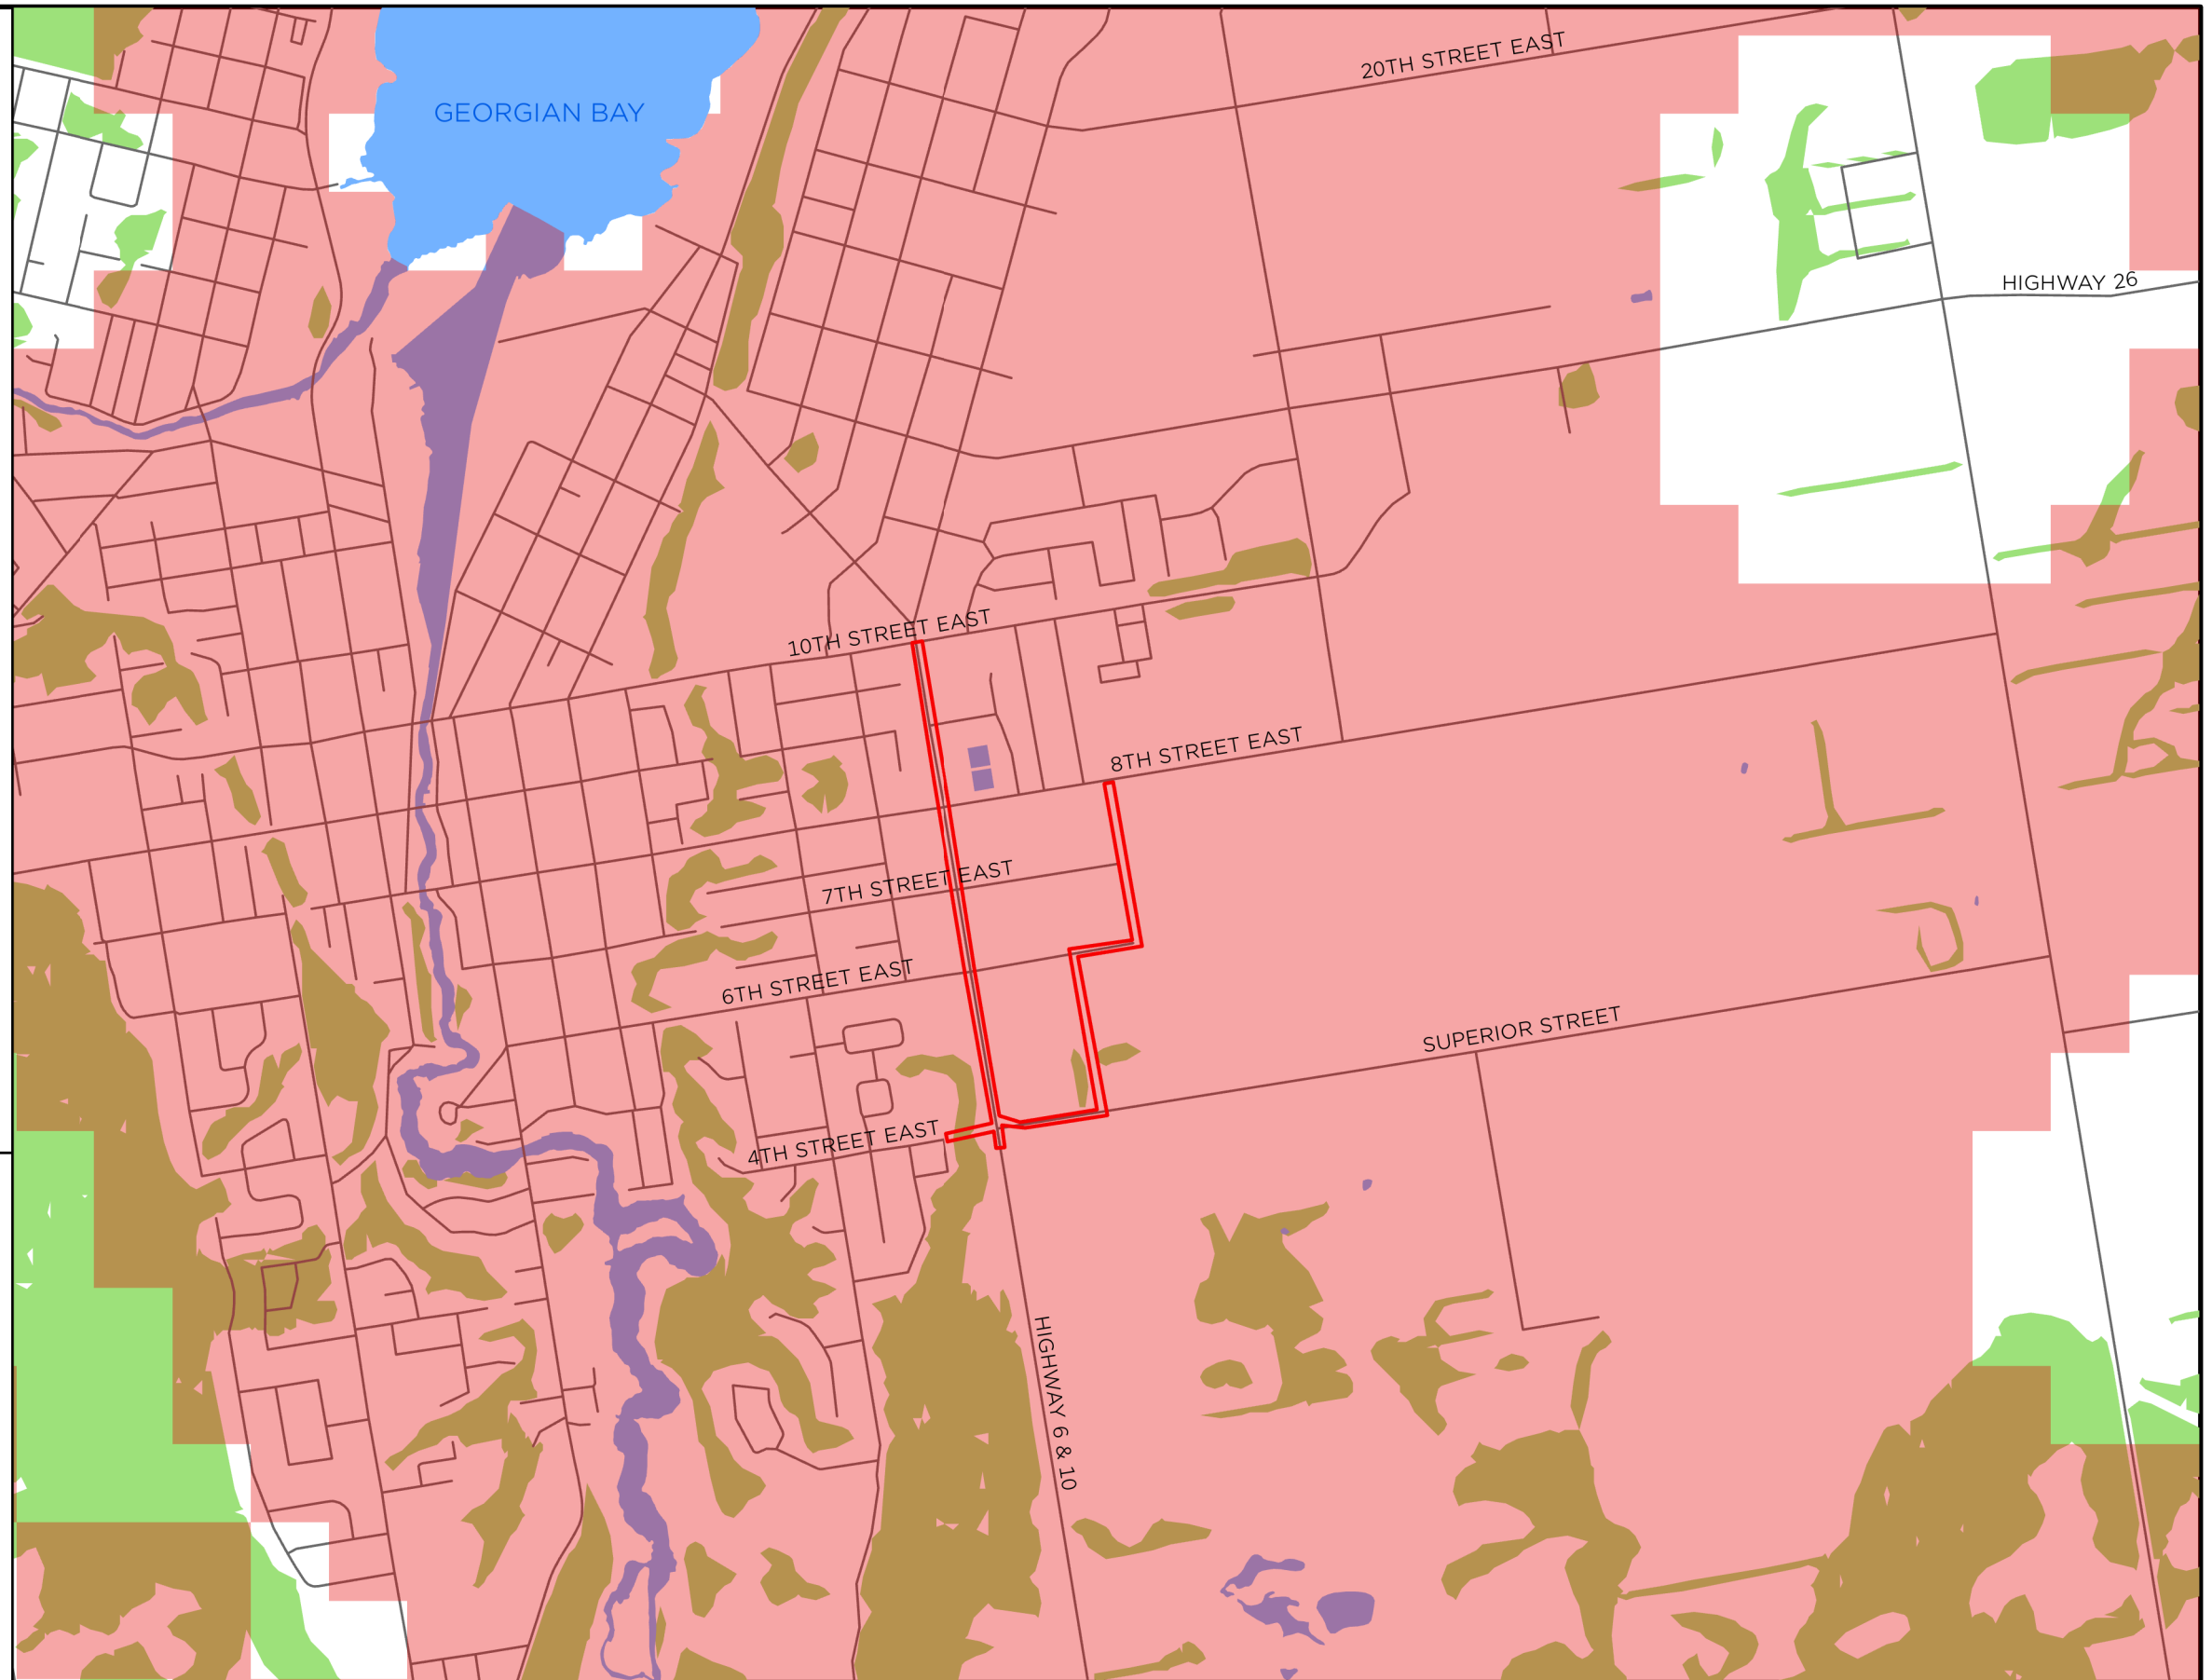 20TH STREET EAST
GEORGIAN BAY
HIGHWAY 26
10TH STREET EAST
8TH STREET EAST
7TH STREET EAST
6TH STREET EAST
SUPERIOR STREET
4TH STREET EAST
HIGHWAY 6 & 10